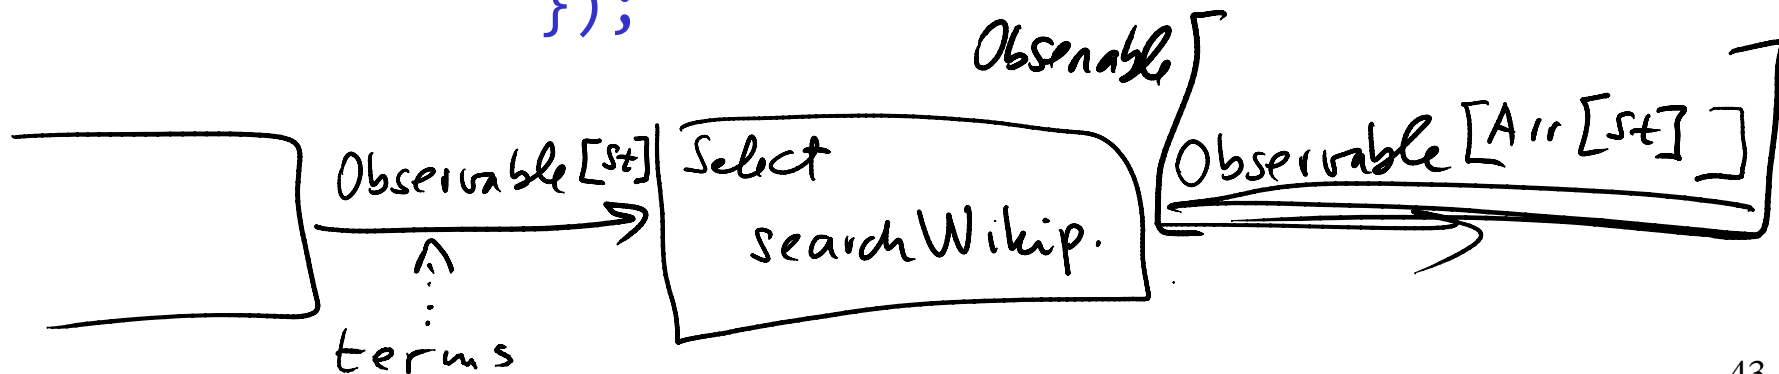 });
Observable [
Observable [st]
Select
searchWikip.
Observable [Arr [st] ]
]
terms
43